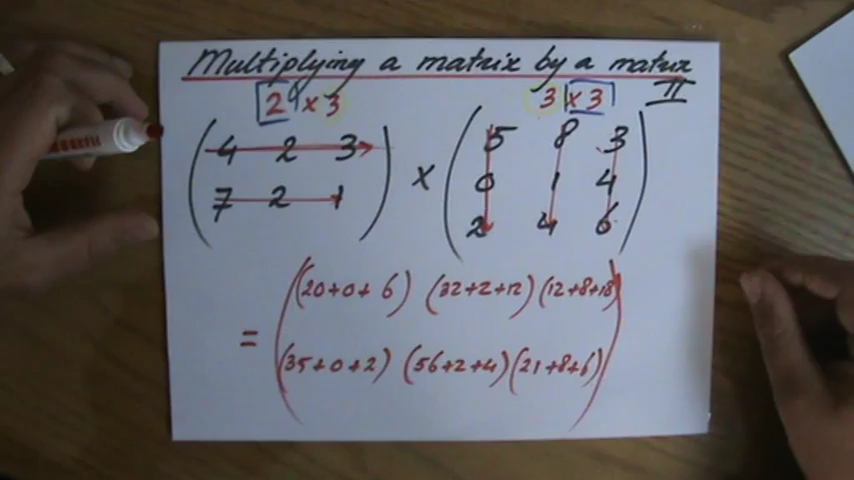 Multiplying a matrix by a matrix
II
2 x 3 3 x 3
( 4 2 3 ) x ( 5 8 3 )
( 7 2 1 ) ( 0 1 4 )
( 2 4 6 )
= ( (20+0+6) (32+2+12) (12+8+18) )
( (35+0+2) (56+2+4) (21+8+6) )